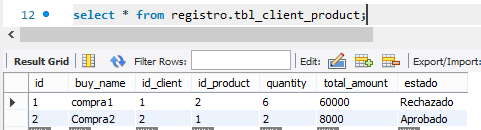 12 select * from registro.tbl_client_product;
Result Grid Filter Rows: Edit: Export/Import:
id buy_name id_client id_product quantity total_amount estado
1 compra1 1 2 6 60000 Rechazado
2 Compra2 2 1 2 8000 Aprobado